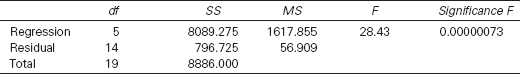 df SS MS F Significance F
Regression 5 8089.275 1617.855 28.43 0.00000073
Residual 14 796.725 56.909
Total 19 8886.000